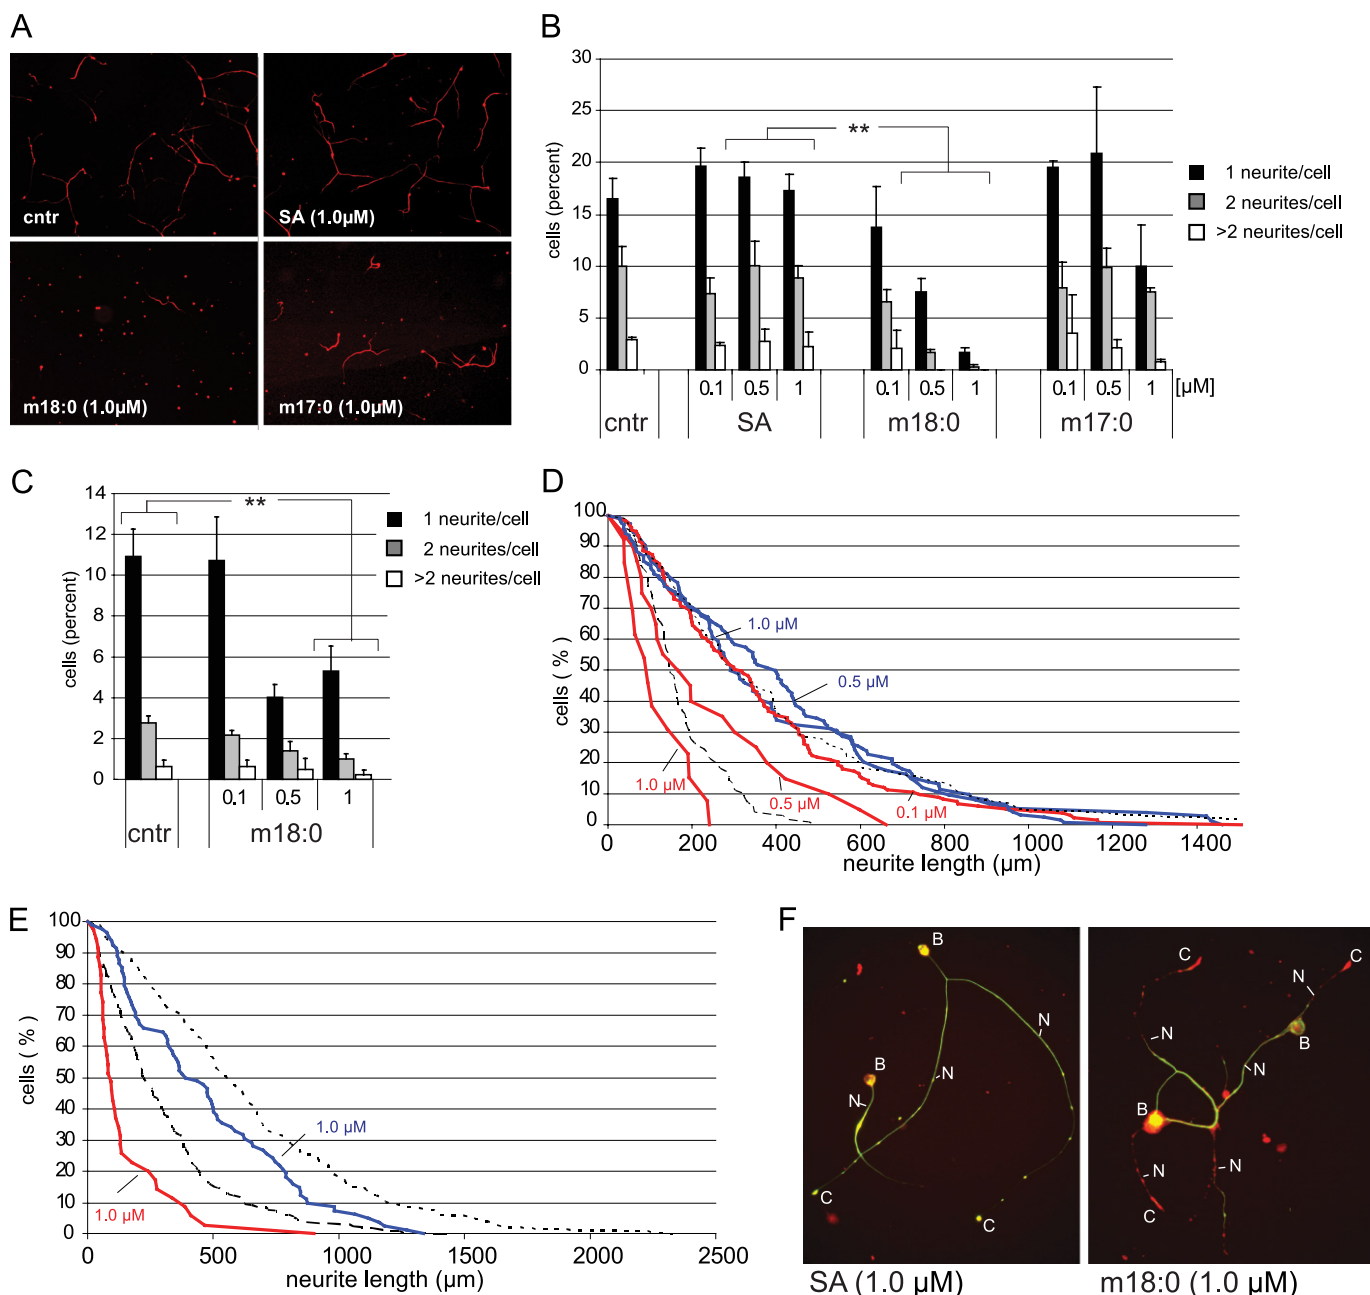 A
cntr
SA (1.0µM)
m18:0 (1.0µM)
m17:0 (1.0µM)
B
30
25
20
15
10
5
0
cells (percent)
**
1 neurite/cell
2 neurites/cell
>2 neurites/cell
0.1 0.5 1 0.1 0.5 1 0.1 0.5 1 [µM]
cntr SA m18:0 m17:0
C
14
12
10
8
6
4
2
0
cells (percent)
**
1 neurite/cell
2 neurites/cell
>2 neurites/cell
0.1 0.5 1
cntr m18:0
D
100
90
80
70
60
50
40
30
20
10
0
cells ( % )
1.0 µM
0.5 µM
1.0 µM
0.5 µM
0.1 µM
0 200 400 600 800 1000 1200 1400
neurite length (µm)
E
100
90
80
70
60
50
40
30
20
10
0
cells ( % )
1.0 µM
1.0 µM
0 500 1000 1500 2000 2500
neurite length (µm)
F
B
N
B
N
N
C
C
SA (1.0 µM)
C
C
N
N
B
N
B
N
N
C
m18:0 (1.0 µM)